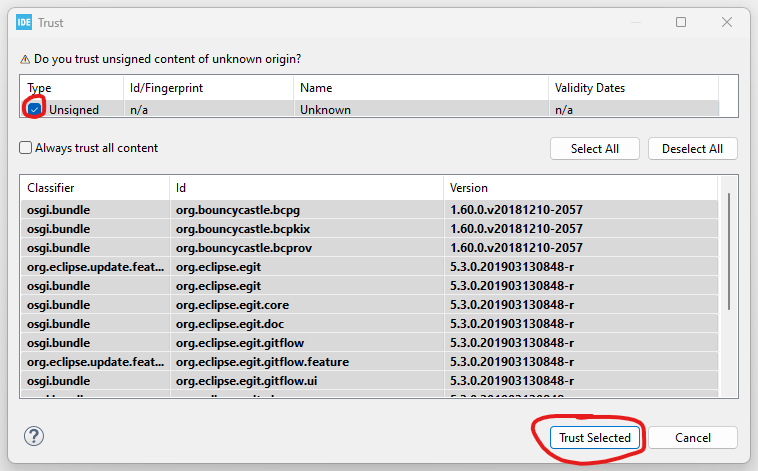 IDE Trust
Do you trust unsigned content of unknown origin?
Type Id/Fingerprint Name Validity Dates
Unsigned n/a Unknown n/a
Always trust all content Select All Deselect All
Classifier Id Version
osgi.bundle org.bouncycastle.bcpg 1.60.0.v20181210-2057
osgi.bundle org.bouncycastle.bcpkix 1.60.0.v20181210-2057
osgi.bundle org.bouncycastle.bcprov 1.60.0.v20181210-2057
org.eclipse.update.feat... org.eclipse.egit 5.3.0.201903130848-r
osgi.bundle org.eclipse.egit 5.3.0.201903130848-r
osgi.bundle org.eclipse.egit.core 5.3.0.201903130848-r
osgi.bundle org.eclipse.egit.doc 5.3.0.201903130848-r
osgi.bundle org.eclipse.egit.gitflow 5.3.0.201903130848-r
org.eclipse.update.feat... org.eclipse.egit.gitflow.feature 5.3.0.201903130848-r
osgi.bundle org.eclipse.egit.gitflow.ui 5.3.0.201903130848-r
? Trust Selected Cancel